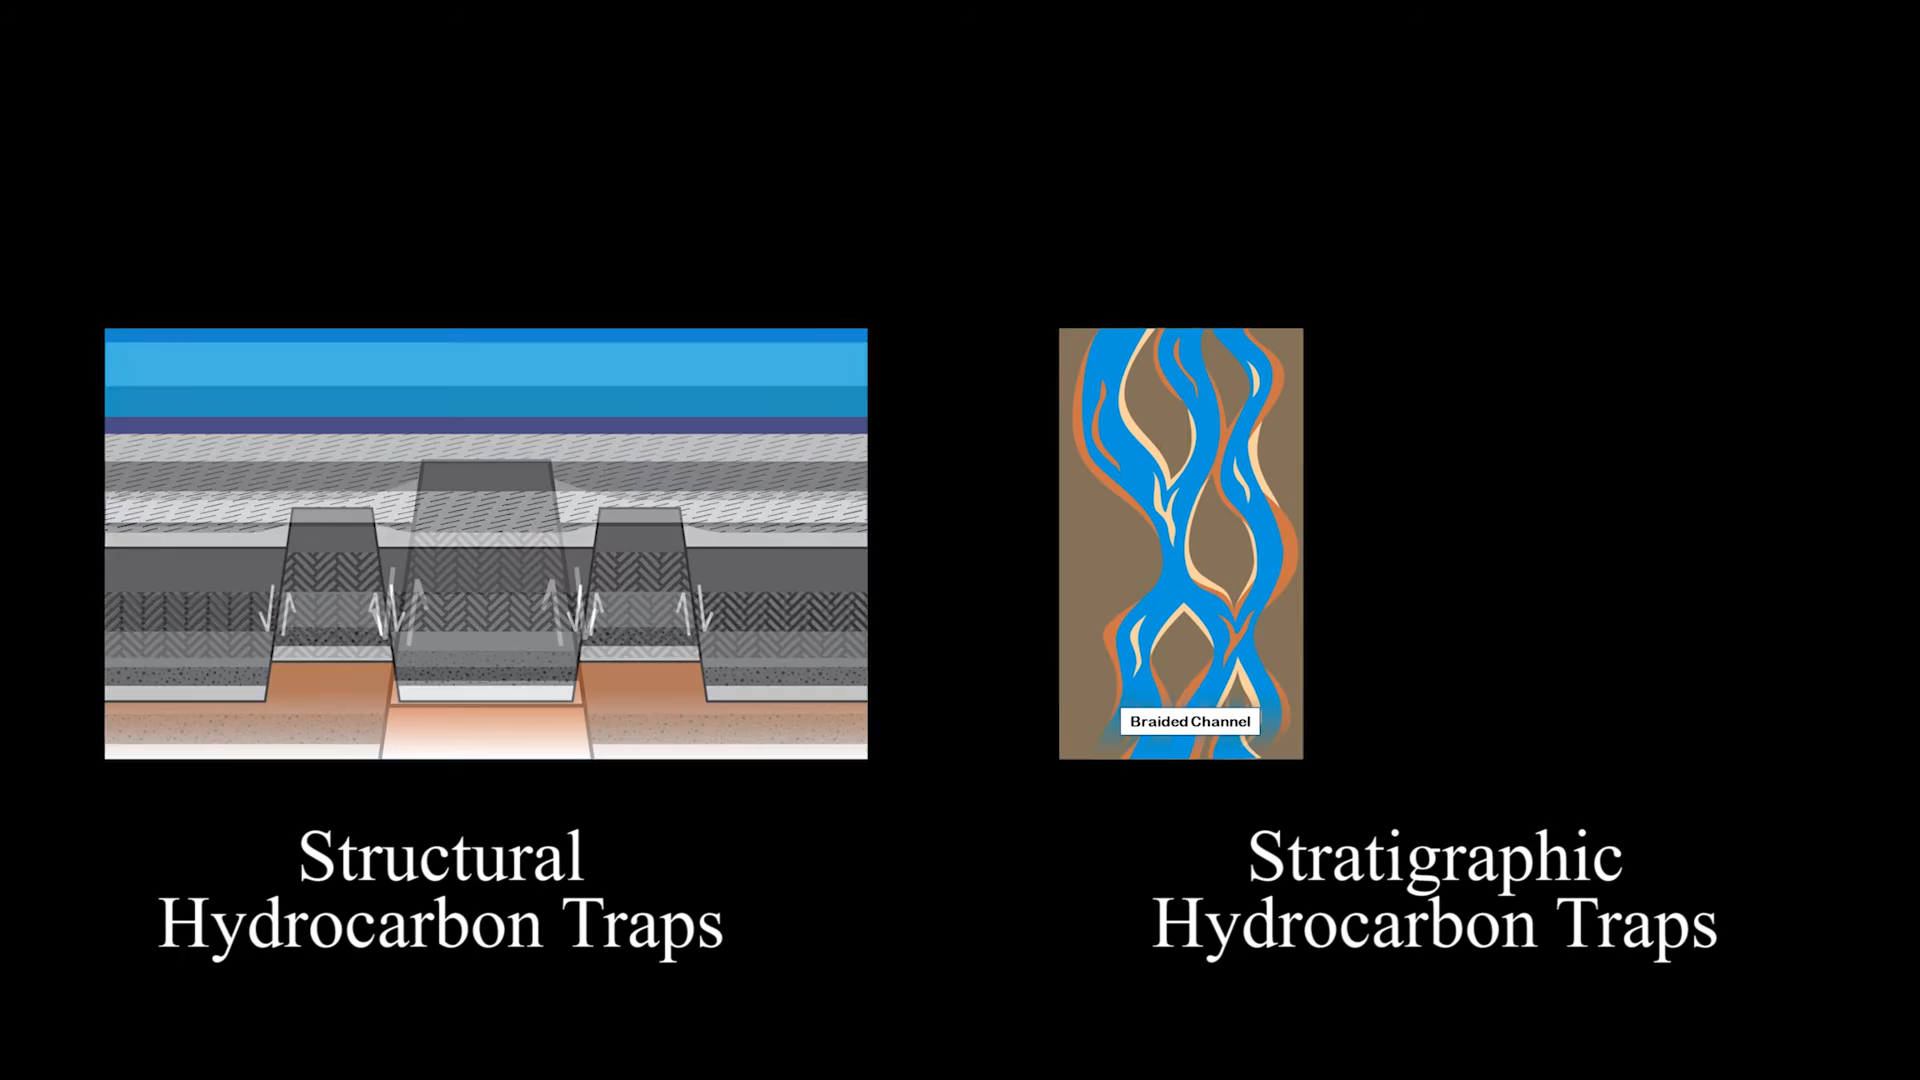 Braided Channel
Structural
Hydrocarbon Traps
Stratigraphic
Hydrocarbon Traps